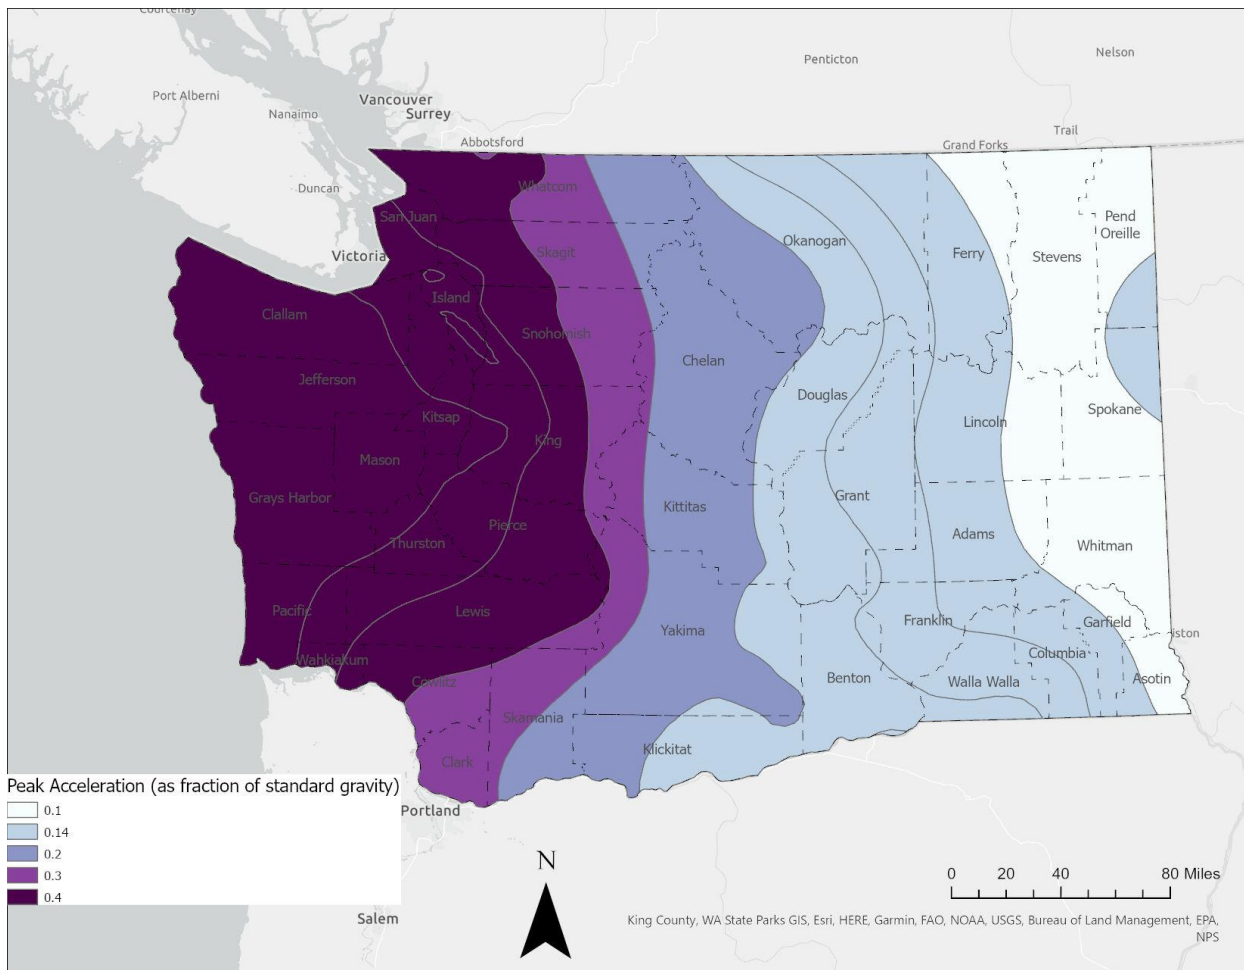 Courtenay
Penticton
Nelson
Port Alberni
Nanaimo
Vancouver
Surrey
Abbotsford
Trail
Grand Forks
Duncan
Victoria
Whatcom
San Juan
Skagit
Okanogan
Ferry
Stevens
Pend
Oreille
Clallam
Island
Snohomish
Chelan
Jefferson
Douglas
Kitsap
King
Lincoln
Spokane
Mason
Grays Harbor
Kittitas
Grant
Pierce
Thurston
Adams
Whitman
Pacific
Lewis
Yakima
Franklin
Garfield
iston
Wahkiakum
Cowlitz
Columbia
Benton
Walla Walla
Asotin
Skamania
Klickitat
Clark
Portland
Salem
Peak Acceleration (as fraction of standard gravity)
0.1
0.14
0.2
0.3
0.4
N
0 20 40 80 Miles
King County, WA State Parks GIS, Esri, HERE, Garmin, FAO, NOAA, USGS, Bureau of Land Management, EPA,
NPS